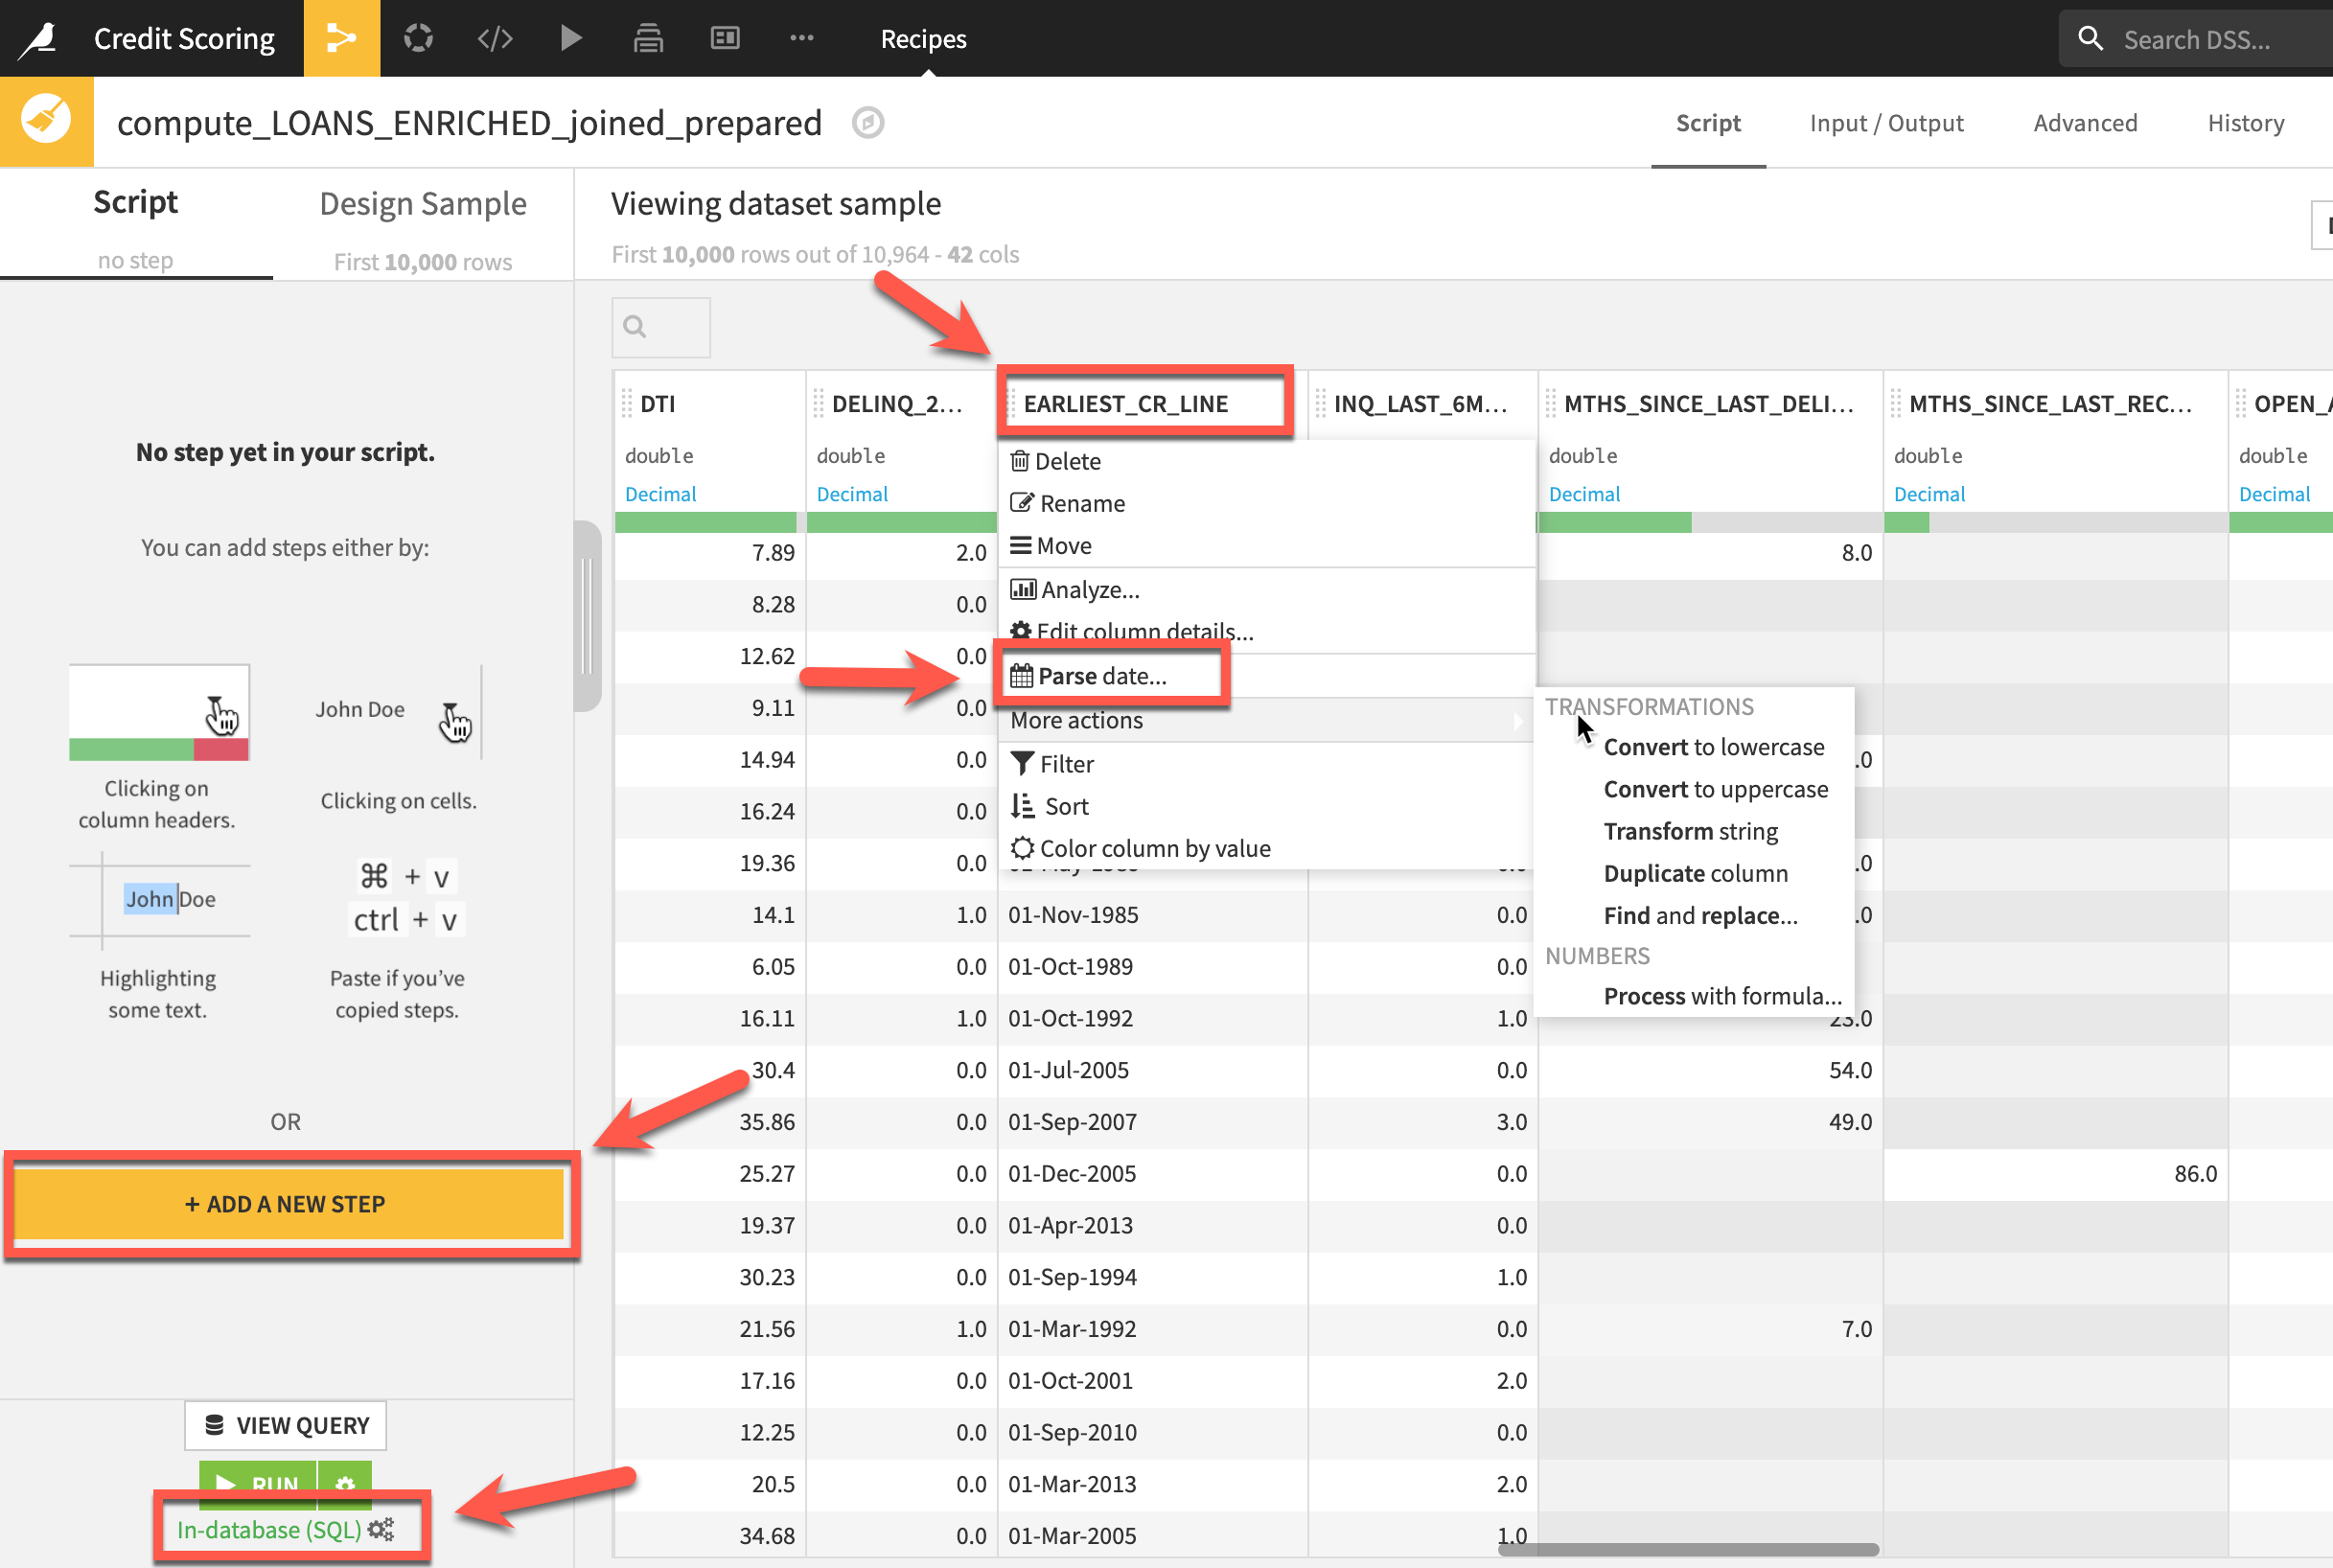 Credit Scoring
</>
Recipes
Search DSS...
compute_LOANS_ENRICHED_joined_prepared
Script
Input / Output
Advanced
History
Script
no step
Design Sample
First 10,000 rows
Viewing dataset sample
First 10,000 rows out of 10,964 - 42 cols
No step yet in your script.
You can add steps either by:
Clicking on
column headers.
John Doe
Clicking on cells.
John Doe
Highlighting
some text.
⌘ + v
ctrl + v
Paste if you've
copied steps.
OR
+ ADD A NEW STEP
VIEW QUERY
RUN
In-database (SQL)
DTI DELINQ_2... EARLIEST_CR_LINE INQ_LAST_6M... MTHS_SINCE_LAST_DELI... MTHS_SINCE_LAST_REC...
double double double double double
Decimal Decimal Decimal Decimal Decimal
Delete
Rename
Move
Analyze...
Edit column details...
Parse date...
More actions
Filter
Sort
Color column by value
TRANSFORMATIONS
Convert to lowercase
Convert to uppercase
Transform string
Duplicate column
Find and replace...
NUMBERS
Process with formula...
7.89 2.0 8.0
8.28 0.0
12.62 0.0
9.11 0.0
14.94 0.0 .0
16.24 0.0
19.36 0.0 .0
14.1 1.0 01-Nov-1985 0.0 .0
6.05 0.0 01-Oct-1989 0.0
16.11 1.0 01-Oct-1992 1.0 23.0
30.4 0.0 01-Jul-2005 0.0 54.0
35.86 0.0 01-Sep-2007 3.0 49.0
25.27 0.0 01-Dec-2005 0.0 86.0
19.37 0.0 01-Apr-2013 0.0
30.23 0.0 01-Sep-1994 1.0
21.56 1.0 01-Mar-1992 0.0 7.0
17.16 0.0 01-Oct-2001 2.0
12.25 0.0 01-Sep-2010 0.0
20.5 0.0 01-Mar-2013 2.0
34.68 0.0 01-Mar-2005 1.0